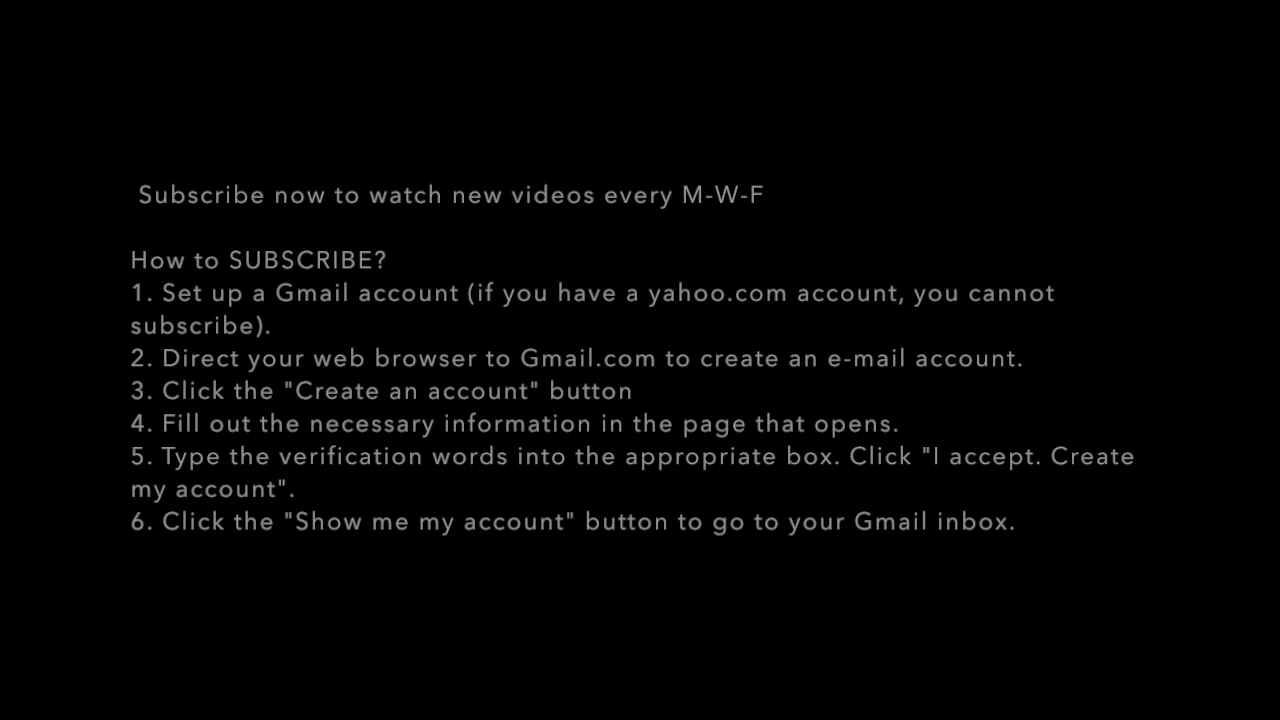 Subscribe now to watch new videos every M-W-F
How to SUBSCRIBE?
1. Set up a Gmail account (if you have a yahoo.com account, you cannot
subscribe).
2. Direct your web browser to Gmail.com to create an e-mail account.
3. Click the "Create an account" button
4. Fill out the necessary information in the page that opens.
5. Type the verification words into the appropriate box. Click "I accept. Create
my account".
6. Click the "Show me my account" button to go to your Gmail inbox.